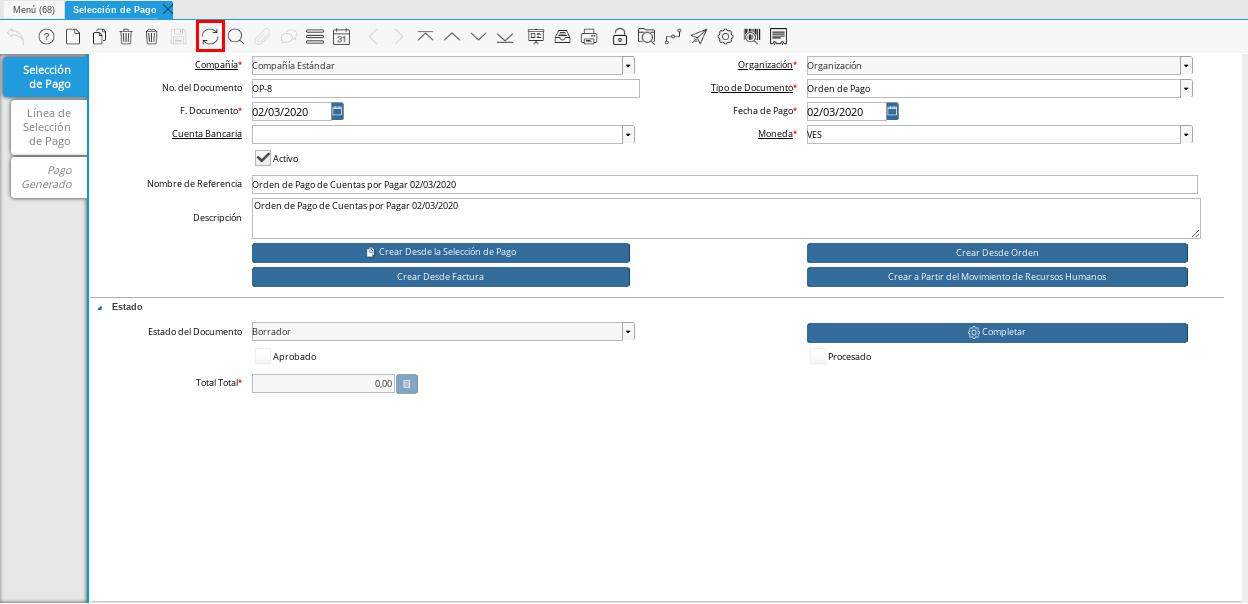 Menú (68)
Selección de Pago
31
Selección
de Pago
Línea de
Selección
de Pago
Pago
Generado
Compañía* Compañía Estándar
Organización* Organización
No. del Documento OP-8
Tipo de Documento* Orden de Pago
F. Documento* 02/03/2020
Fecha de Pago* 02/03/2020
Cuenta Bancaria
Moneda* VES
Activo
Nombre de Referencia Orden de Pago de Cuentas por Pagar 02/03/2020
Descripción Orden de Pago de Cuentas por Pagar 02/03/2020
Crear Desde la Selección de Pago
Crear Desde Orden
Crear Desde Factura
Crear a Partir del Movimiento de Recursos Humanos
Estado
Estado del Documento Borrador
Completar
Aprobado
Procesado
Total Total* 0,00